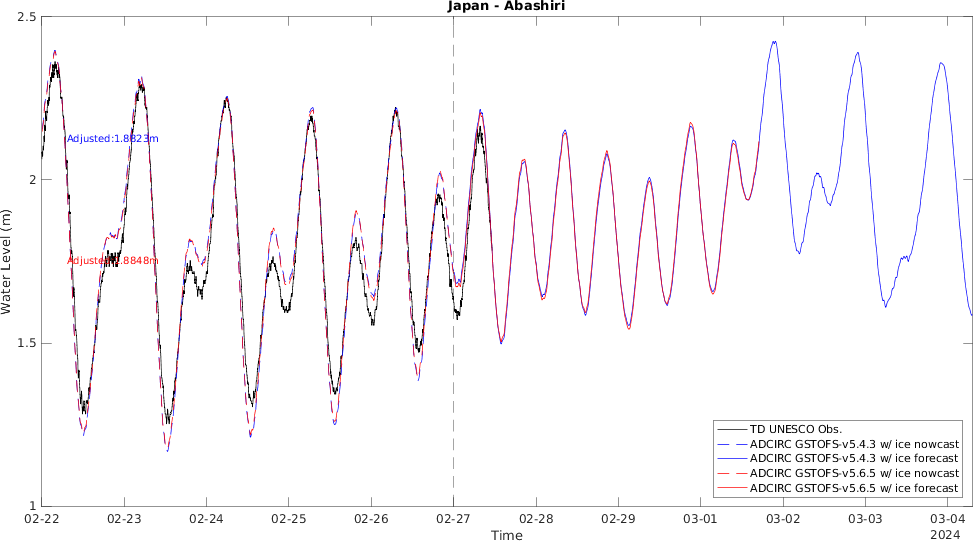 Japan - Abashiri
2.5
2
1.5
1
Water Level (m)
Adjusted:1.8823m
Adjusted:1.8848m
TD UNESCO Obs.
ADCIRC GSTOFS-v5.4.3 w/ ice nowcast
ADCIRC GSTOFS-v5.4.3 w/ ice forecast
ADCIRC GSTOFS-v5.6.5 w/ ice nowcast
ADCIRC GSTOFS-v5.6.5 w/ ice forecast
02-22 02-23 02-24 02-25 02-26 02-27 02-28 02-29 03-01 03-02 03-03 03-04
Time
2024